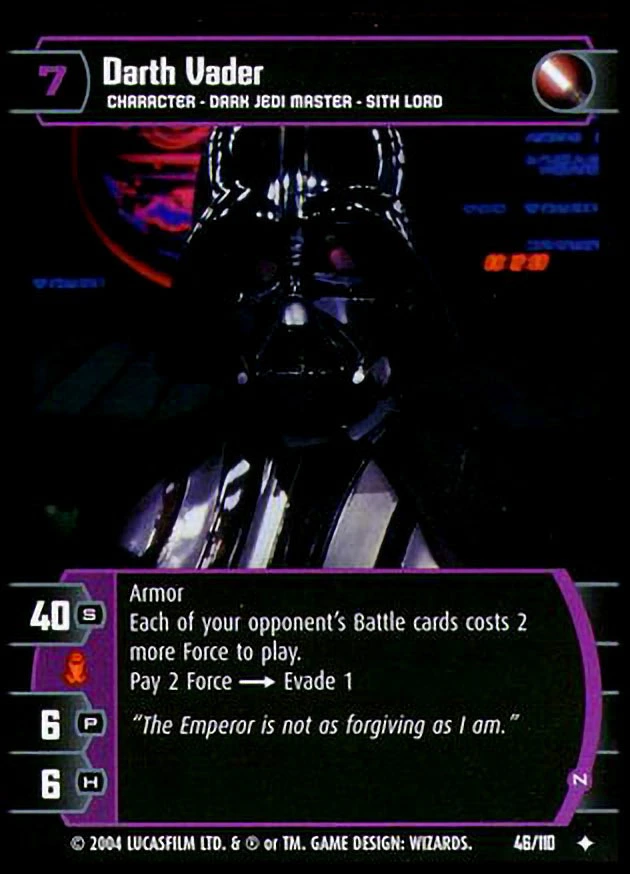 7
Darth Vader
CHARACTER - DARK JEDI MASTER - SITH LORD
40 S
Armor
Each of your opponent's Battle cards costs 2
more Force to play.
Pay 2 Force → Evade 1
6 P
"The Emperor is not as forgiving as I am."
6 H
N
© 2004 LUCASFILM LTD. & ® or TM. GAME DESIGN: WIZARDS. 46/110